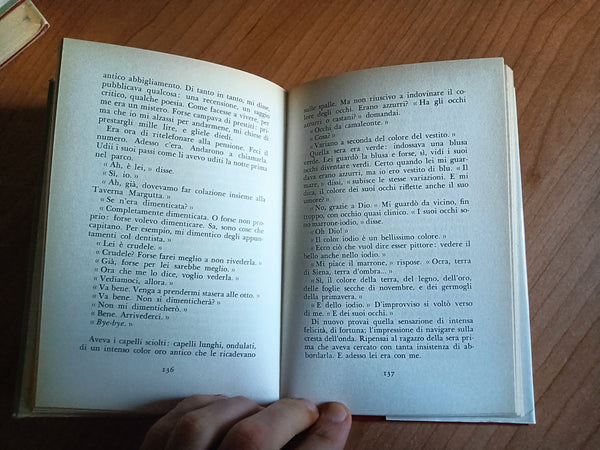 antico abbigliamento. Di tanto in tanto, mi disse,
pubblicava qualcosa: una recensione, un saggio
critico, qualche poesia. Come facesse a vivere, per
me era un mistero. Forse campava di prestiti; pri-
ma che io mi alzassi per andarmene, mi chiese di
prestargli mille lire, e gliele diedi.
Era ora di ritelefonare alla pensione. Feci il
numero. Adesso c'era. Andarono a chiamarla,
Udii i suoi passi come li avevo uditi la notte prima
nel parco.
« Ah, è lei, » disse.
« Sì, io. »
« Ah, già, dovevamo far colazione insieme alla
Taverna Margutta. »
« Se n'era dimenticata? »
« Completamente dimenticata. O forse non pro-
prio: forse volevo dimenticare. Sa, sono cose che
capitano. Per esempio, mi dimentico degli appun-
tamenti col dentista. »
« Lei è crudele. »
« Crudele? Forse farei meglio a non rivederla. »
« Già, forse per lei sarebbe meglio. »
« Ora che me lo dice, voglio vederla. »
« Vediamoci, allora. »
« Va bene. Venga a prendermi stasera alle otto. »
« Va bene. Non si dimenticherà? »
« Non mi dimenticherò. »
« Bene. Arrivederci. »
« Bye-bye. »
Aveva i capelli sciolti: capelli lunghi, ondulati,
di un intenso color oro antico che le ricadevano
136
sulle spalle. Ma non riuscivo a indovinare il co-
lore degli occhi. Erano azzurri? « Ha gli occhi
azzurri o castani? » domandai.
« Occhi da camaleonte. »
« Cosa? »
« Variano a seconda del colore del vestito. »
Quella sera era verde: indossava una blusa
verde. Lei guardò la blusa e forse, sì, vidi i suoi
occhi diventare verdi. Certo quando lei mi guar-
dava erano azzurri, ma io ero vestito di blu. « Il
mare, » dissi, « subisce le stesse variazioni. E mi
dica, il colore dei suoi occhi riflette anche il suo
umore? »
« No, grazie a Dio. » Mi guardò da vicino, fin
troppo, con occhio quasi clinico. « I suoi occhi so-
no marrone-iodio, » disse.
« Oh Dio! »
« Il color iodio è un bellissimo colore. »
« Ecco ciò che vuol dire esser pittore: vedere il
bello anche nello iodio. »
« Mi piace il marrone, » rispose. « Ocra, terra
di Siena, terra d'ombra... »
« Sì, il colore della terra, del legno, dell'oro,
delle foglie secche di novembre, e dei germogli
della primavera. »
« E dello iodio. » D'improvviso si voltò verso
di me. « E dei suoi occhi. »
Di nuovo provai quella sensazione di intensa
felicità, di fortuna: l'impressione di navigare sulla
cresta dell'onda. Ripensai al ragazzo della sera pri-
ma che aveva cercato con tanta insistenza di ab-
bordarla. E adesso lei era con me.
137